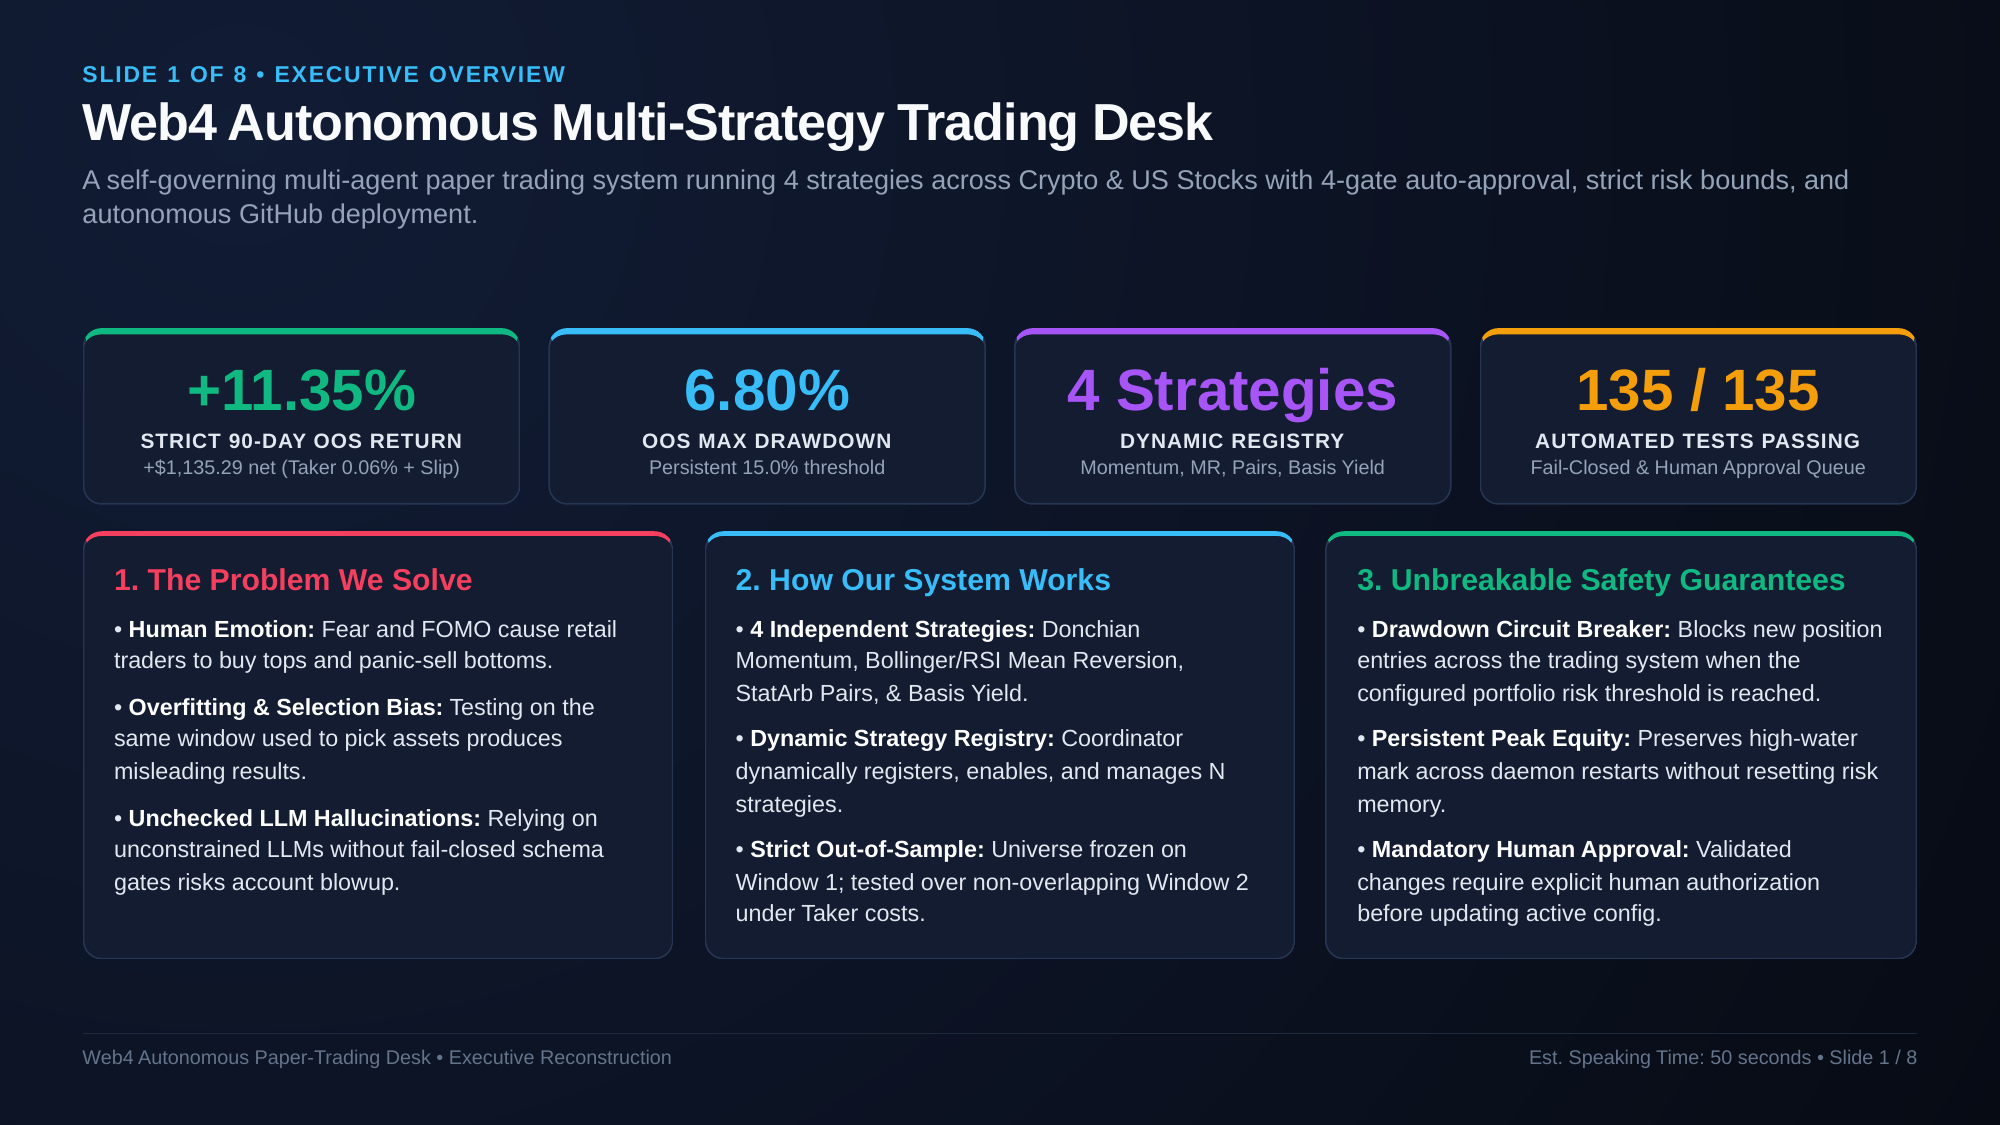 SLIDE 1 OF 8 • EXECUTIVE OVERVIEW
Web4 Autonomous Multi-Strategy Trading Desk
A self-governing multi-agent paper trading system running 4 strategies across Crypto & US Stocks with 4-gate auto-approval, strict risk bounds, and
autonomous GitHub deployment.
+11.35%
STRICT 90-DAY OOS RETURN
+$1,135.29 net (Taker 0.06% + Slip)
6.80%
OOS MAX DRAWDOWN
Persistent 15.0% threshold
4 Strategies
DYNAMIC REGISTRY
Momentum, MR, Pairs, Basis Yield
135 / 135
AUTOMATED TESTS PASSING
Fail-Closed & Human Approval Queue
1. The Problem We Solve
• Human Emotion: Fear and FOMO cause retail
traders to buy tops and panic-sell bottoms.
• Overfitting & Selection Bias: Testing on the
same window used to pick assets produces
misleading results.
• Unchecked LLM Hallucinations: Relying on
unconstrained LLMs without fail-closed schema
gates risks account blowup.
2. How Our System Works
• 4 Independent Strategies: Donchian
Momentum, Bollinger/RSI Mean Reversion,
StatArb Pairs, & Basis Yield.
• Dynamic Strategy Registry: Coordinator
dynamically registers, enables, and manages N
strategies.
• Strict Out-of-Sample: Universe frozen on
Window 1; tested over non-overlapping Window 2
under Taker costs.
3. Unbreakable Safety Guarantees
• Drawdown Circuit Breaker: Blocks new position
entries across the trading system when the
configured portfolio risk threshold is reached.
• Persistent Peak Equity: Preserves high-water
mark across daemon restarts without resetting risk
memory.
• Mandatory Human Approval: Validated
changes require explicit human authorization
before updating active config.
Web4 Autonomous Paper-Trading Desk • Executive Reconstruction
Est. Speaking Time: 50 seconds • Slide 1 / 8